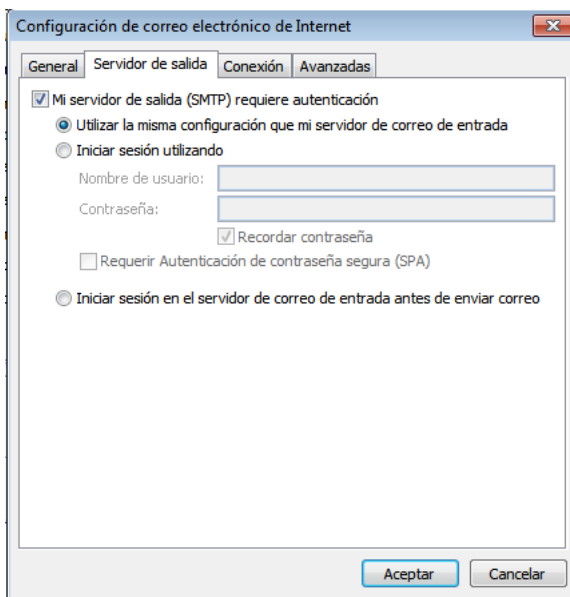 Configuración de correo electrónico de Internet
General Servidor de salida Conexión Avanzadas
Mi servidor de salida (SMTP) requiere autenticación
Utilizar la misma configuración que mi servidor de correo de entrada
Iniciar sesión utilizando
Nombre de usuario:
Contraseña:
Recordar contraseña
Requerir Autenticación de contraseña segura (SPA)
Iniciar sesión en el servidor de correo de entrada antes de enviar correo
Aceptar Cancelar